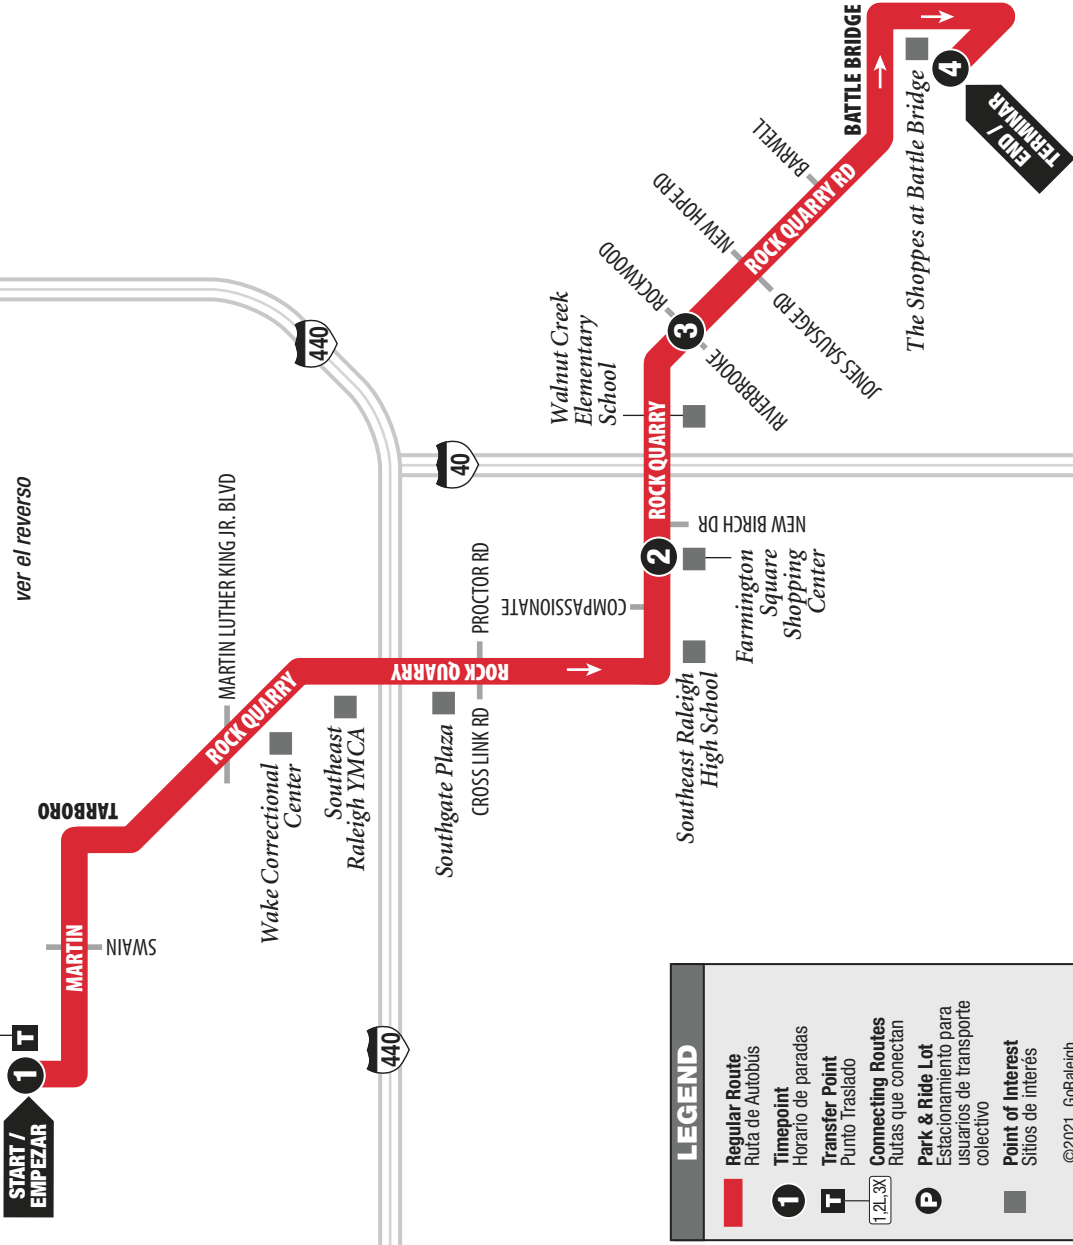 ver el reverso
START /
EMPEZAR
1
T
MARTIN
SWAIN
TARBORO
ROCK QUARRY
MARTIN LUTHER KING JR. BLVD
Wake Correctional
Center
Southeast
Raleigh YMCA
440
440
40
Southgate Plaza
ROCK QUARRY
CROSS LINK RD
PROCTOR RD
COMPASSIONATE
Southeast Raleigh
High School
2
Farmington
Square
Shopping
Center
NEW BIRCH DR
ROCK QUARRY
Walnut Creek
Elementary
School
3
ROCKWOOD
RIVERBROOKE
NEW HOPE RD
JONES SAUSAGE RD
BARWELL
ROCK QUARRY RD
BATTLE BRIDGE
The Shoppes at Battle Bridge
4
END /
TERMINAR
LEGEND
Regular Route
Ruta de Autobús
1
Timepoint
Horario de paradas
T
Transfer Point
Punto Traslado
1,2L,3X
Connecting Routes
Rutas que conectan
P
Park & Ride Lot
Estacionamiento para
usuarios de transporte
colectivo
Point of Interest
Sitios de interés
©2021 GoRaleigh